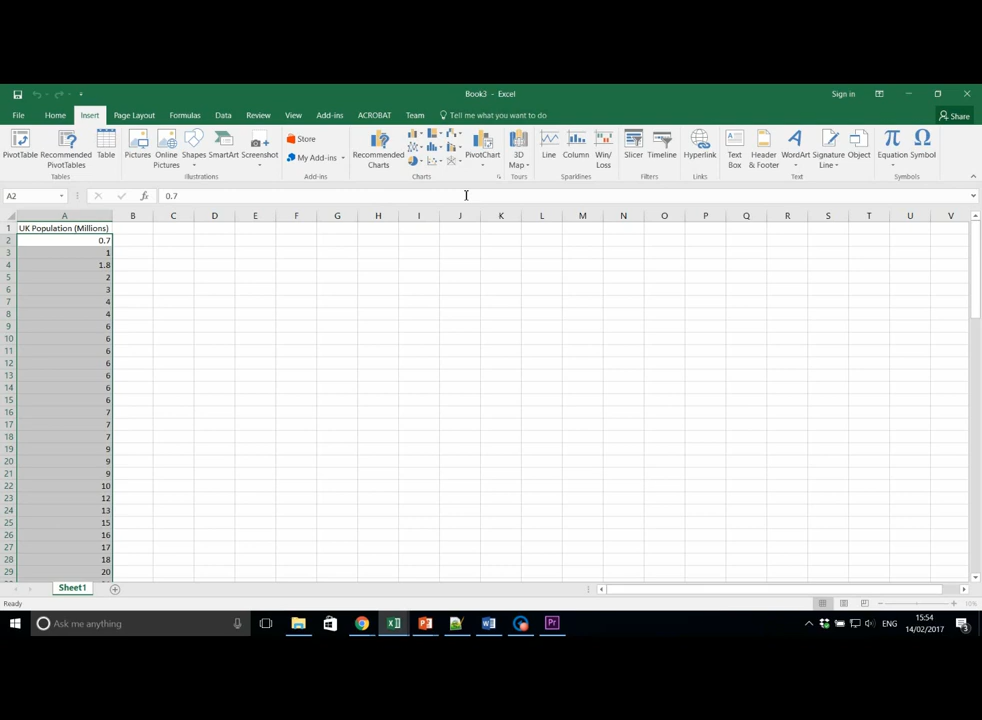 Book3 - Excel
Sign in
File Home Insert Page Layout Formulas Data Review View Add-ins ACROBAT Team Tell me what you want to do Share
PivotTable Recommended PivotTables Table Pictures Online Pictures Shapes SmartArt Screenshot Store My Add-ins Recommended Charts PivotChart 3D Map Line Column Win/Loss Slicer Timeline Hyperlink Text Box Header & Footer WordArt Signature Line Object Equation Symbol
Tables Illustrations Add-ins Charts Tours Sparklines Filters Links Text Symbols
A2 fx 0.7
A B C D E F G H I J K L M N O P Q R S T U V
1 UK Population (Millions)
2 0.7
3 1
4 1.8
5 2
6 3
7 4
8 4
9 6
10 6
11 6
12 6
13 6
14 6
15 6
16 7
17 7
18 7
19 9
20 9
21 9
22 10
23 12
24 13
25 15
26 16
27 17
28 18
29 20
Sheet1
Ready
Ask me anything
ENG
15:54
14/02/2017